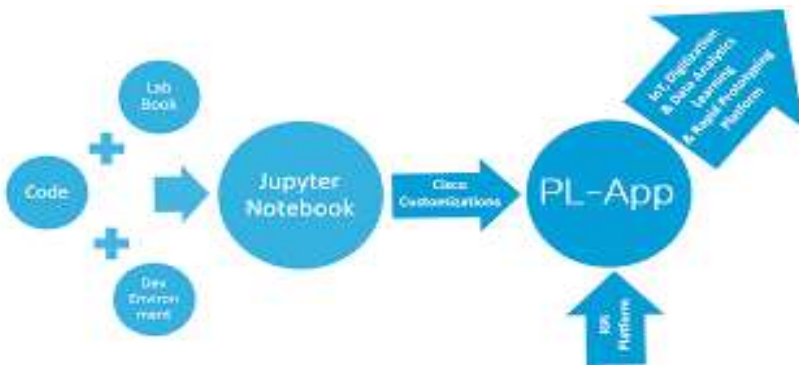 Lab
Book
Code
Dev
Environ
ment
Jupyter
Notebook
Cisco
Customizations
PL-App
IoT, Digitization
& Data Analytics
Learning
& Rapid Prototyping
Platform
Platform